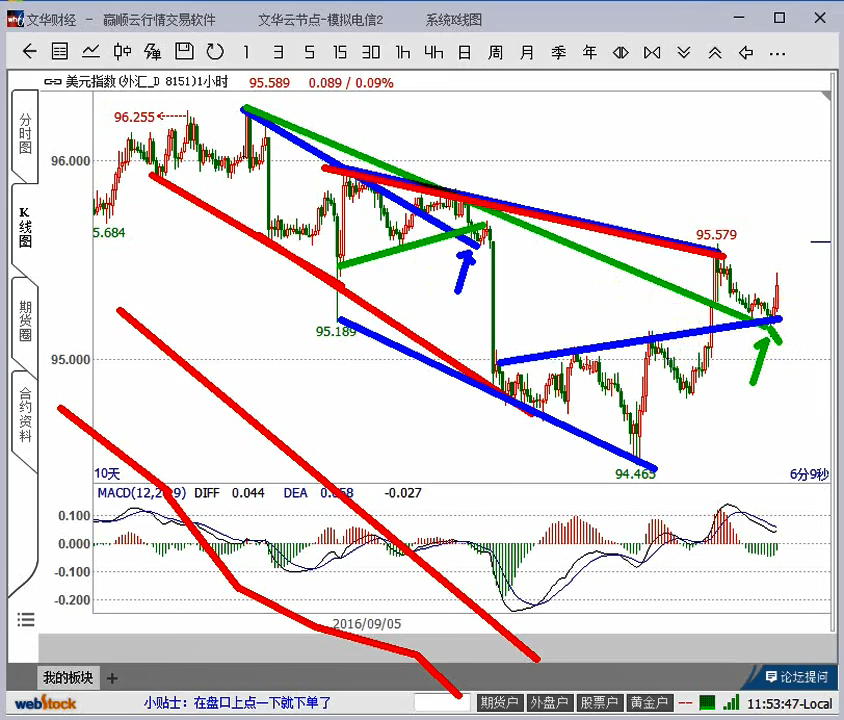 文华财经 - 赢顺云行情交易软件 文华云节点-模拟电信2 系统K线图
1 3 5 15 30 1h 4H 日 周 月 季 年
美元指数(外汇_D 8151)1小时 95.589 0.089 / 0.09%
分时图
K线图
期货圈
合约资料
96.255
96.000
5.684
95.579
95.189
95.000
94.465
10天
6分9秒
MACD(12,26,9) DIFF 0.044 DEA 0.058 -0.027
0.100
0.000
-0.100
-0.200
2016/09/05
我的板块 +
论坛提问
webStock
小贴士：在盘口上点一下就下单了
期货户 外盘户 股票户 黄金户 -- 11:53:47-Local